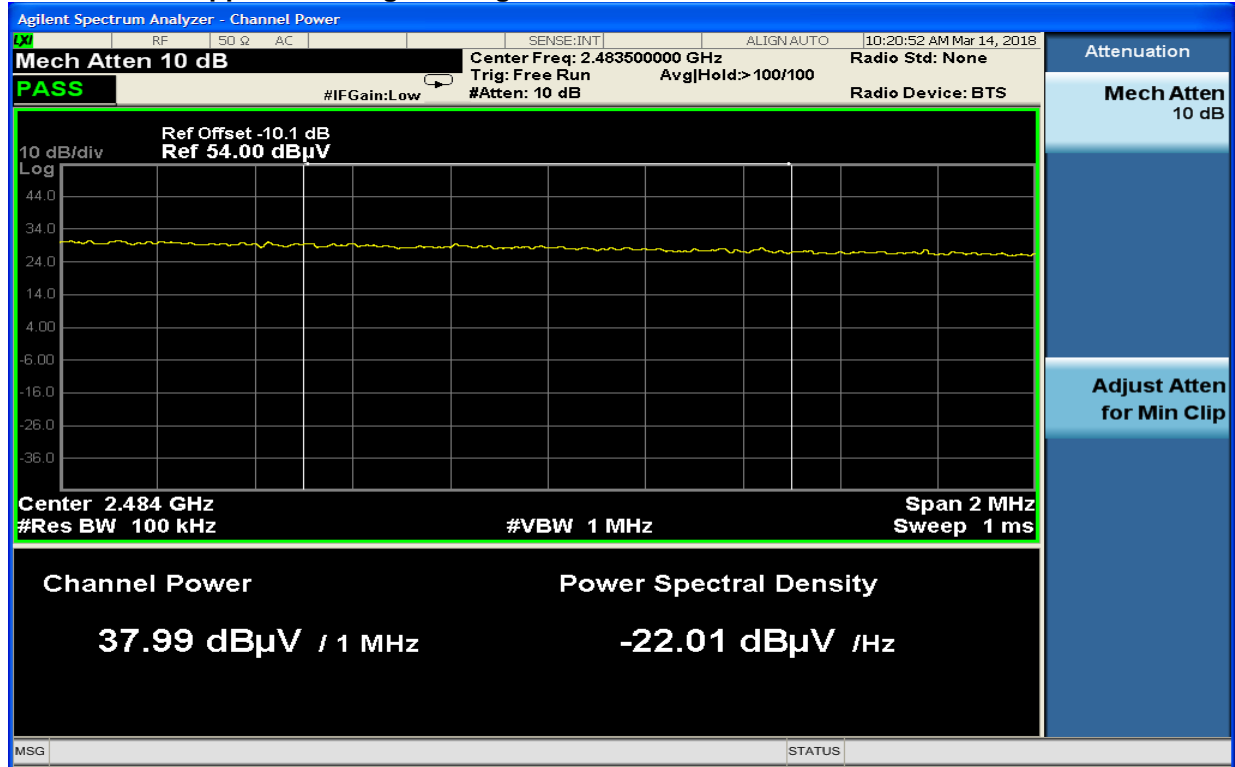 Agilent Spectrum Analyzer - Channel Power
LXI RF 50 Ω AC SENSE:INT ALIGN AUTO 10:20:52 AM Mar 14, 2018
Mech Atten 10 dB
Center Freq: 2.483500000 GHz
Radio Std: None
Trig: Free Run Avg|Hold:>100/100
PASS
#IFGain:Low
#Atten: 10 dB
Radio Device: BTS
Ref Offset -10.1 dB
10 dB/div Ref 54.00 dBµV
Log
44.0
34.0
24.0
14.0
4.00
-6.00
-16.0
-26.0
-36.0
Center 2.484 GHz Span 2 MHz
#Res BW 100 kHz #VBW 1 MHz Sweep 1 ms
Channel Power Power Spectral Density
37.99 dBµV / 1 MHz -22.01 dBµV /Hz
MSG STATUS
Attenuation
Mech Atten
10 dB
Adjust Atten
for Min Clip